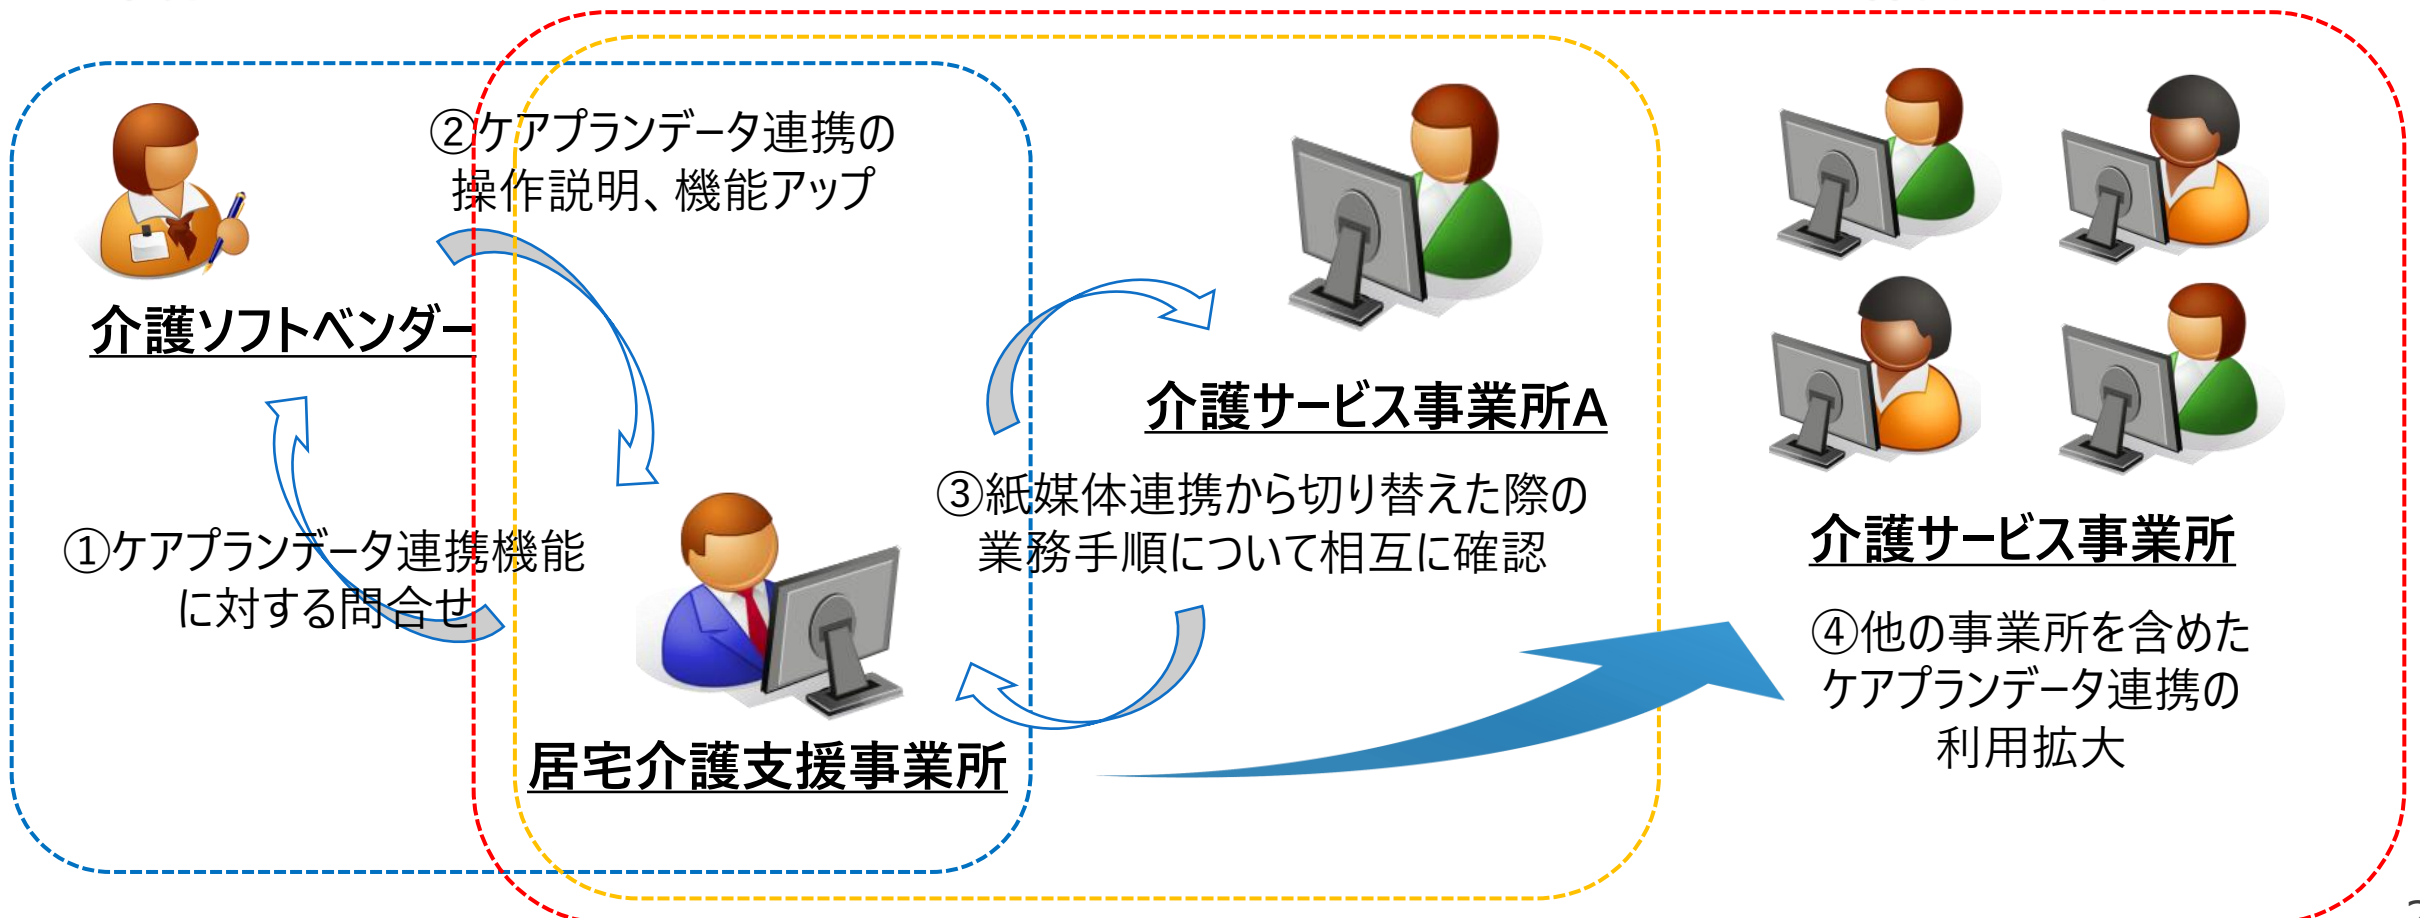 ②ケアプランデータ連携の
操作説明、機能アップ
介護ソフトベンダー
①ケアプランデータ連携機能
に対する問合せ
居宅介護支援事業所
介護サービス事業所A
③紙媒体連携から切り替えた際の
業務手順について相互に確認
介護サービス事業所
④他の事業所を含めた
ケアプランデータ連携の
利用拡大